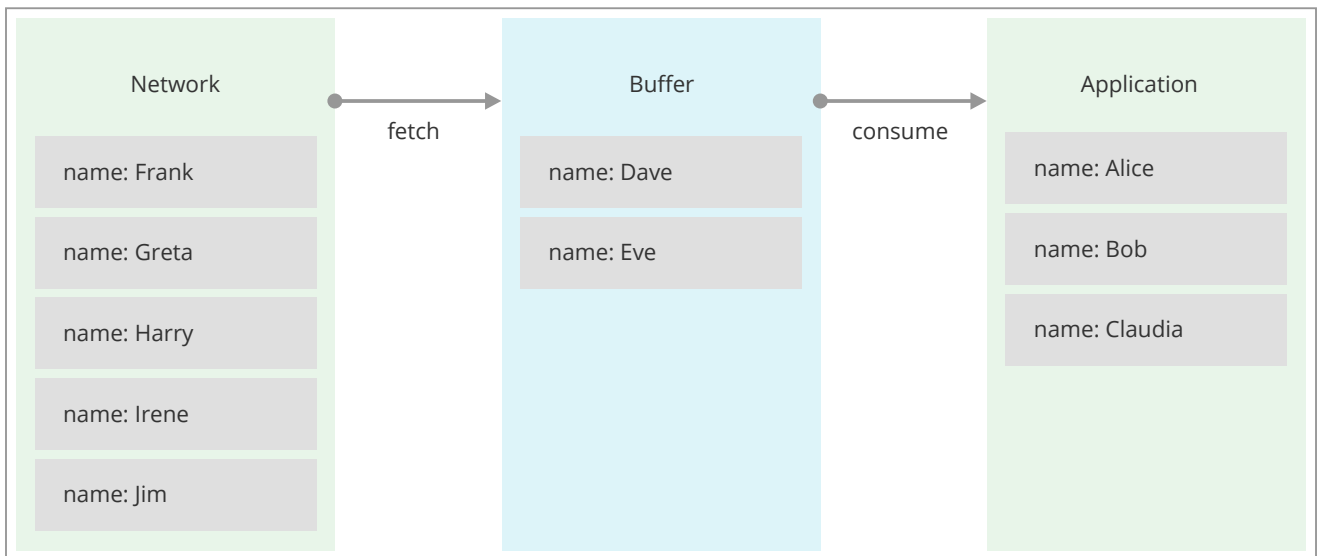 Network
fetch
Buffer
consume
Application
name: Frank
name: Greta
name: Harry
name: Irene
name: Jim
name: Dave
name: Eve
name: Alice
name: Bob
name: Claudia